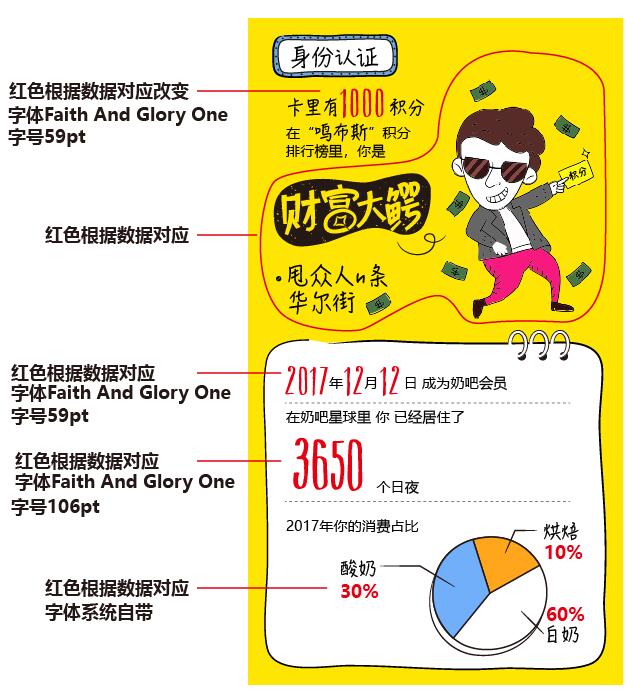 身份认证
红色根据数据对应改变
字体Faith And Glory One
字号59pt
卡里有1000积分
在“鸣布斯”积分
排行榜里，你是
积分
红色根据数据对应
财富大鳄
·甩众人n条
华尔街
红色根据数据对应
字体Faith And Glory One
字号59pt
2017年12月12日 成为奶吧会员
在奶吧星球里 你 已经居住了
红色根据数据对应
字体Faith And Glory One
字号106pt
3650
个日夜
2017年你的消费占比
烘焙
10%
酸奶
30%
红色根据数据对应
字体系统自带
60%
白奶